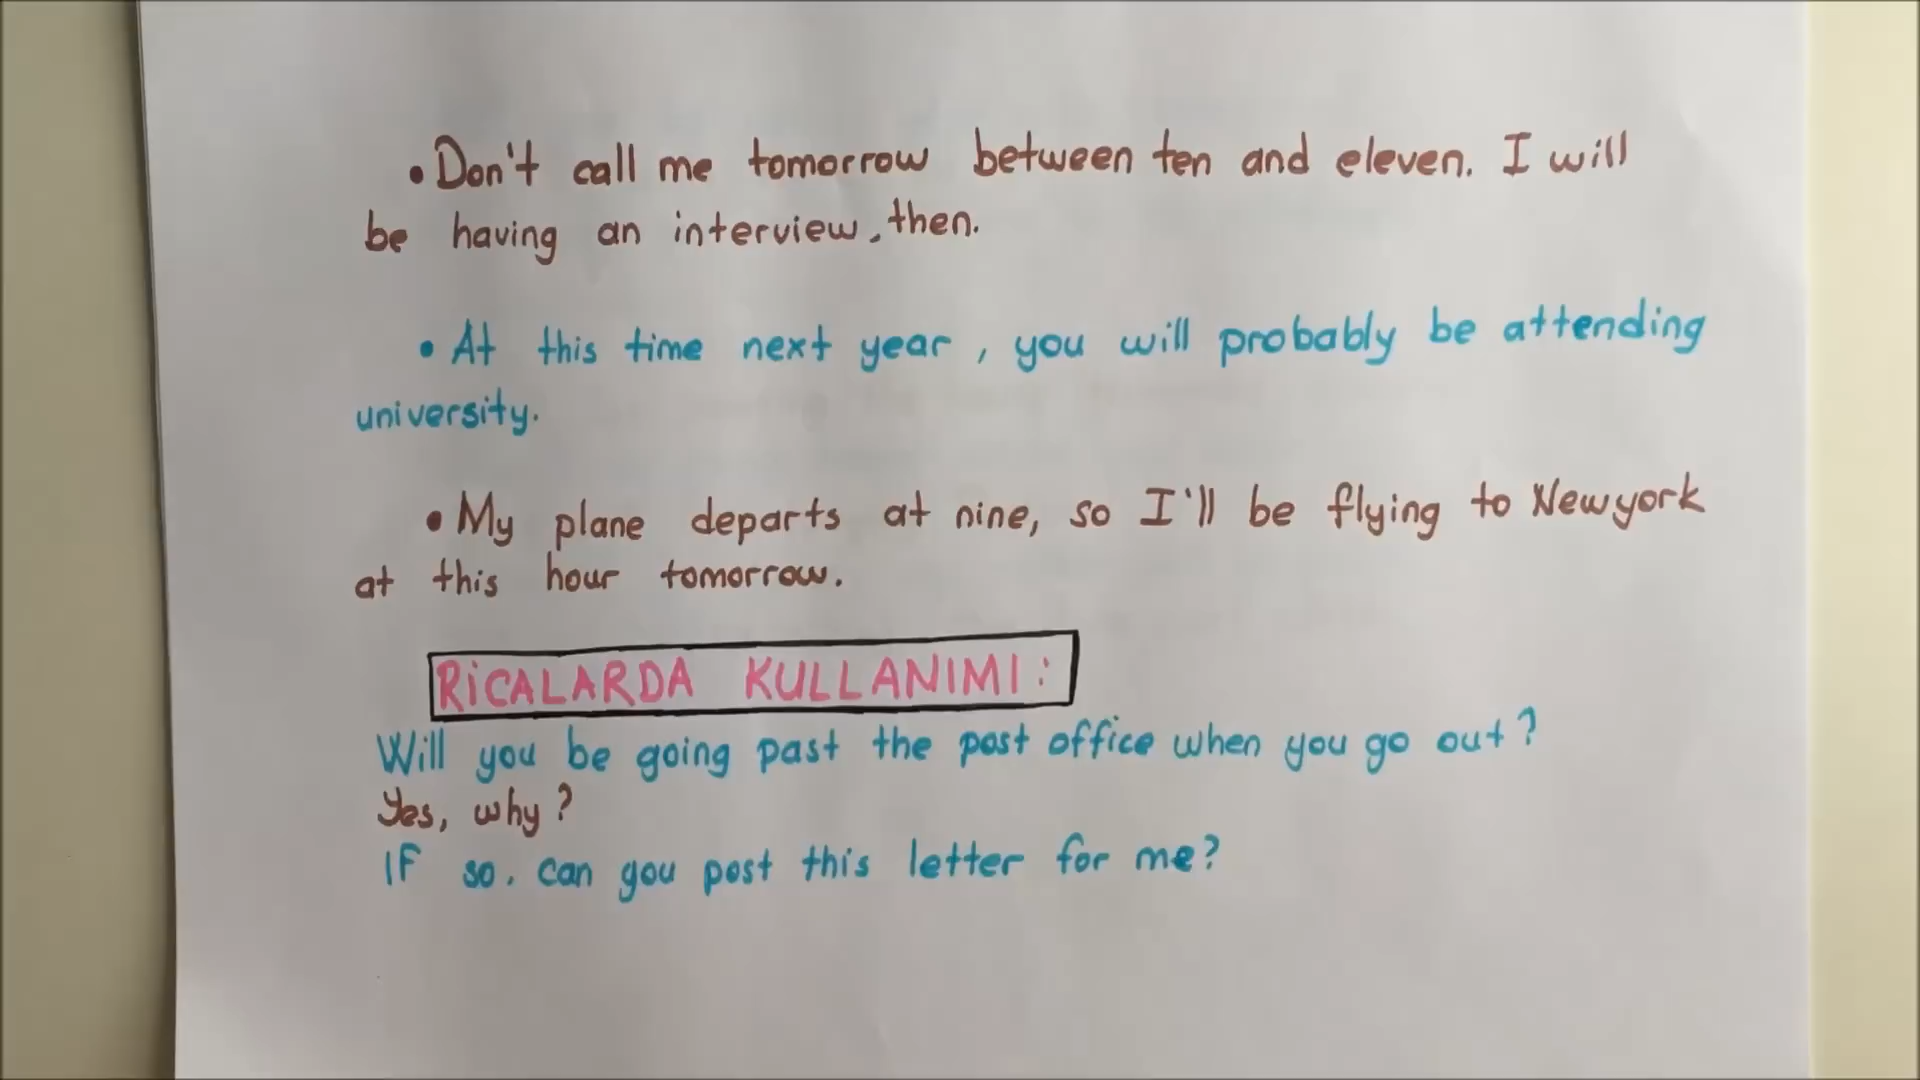 • Don't call me tomorrow between ten and eleven. I will
be having an interview, then.
• At this time next year, you will probably be attending
university.
• My plane departs at nine, so I'll be flying to Newyork
at this hour tomorrow.
RiCALARDA KULLANIMI:
Will you be going past the post office when you go out?
Yes, why?
IF so, can you post this letter for me?